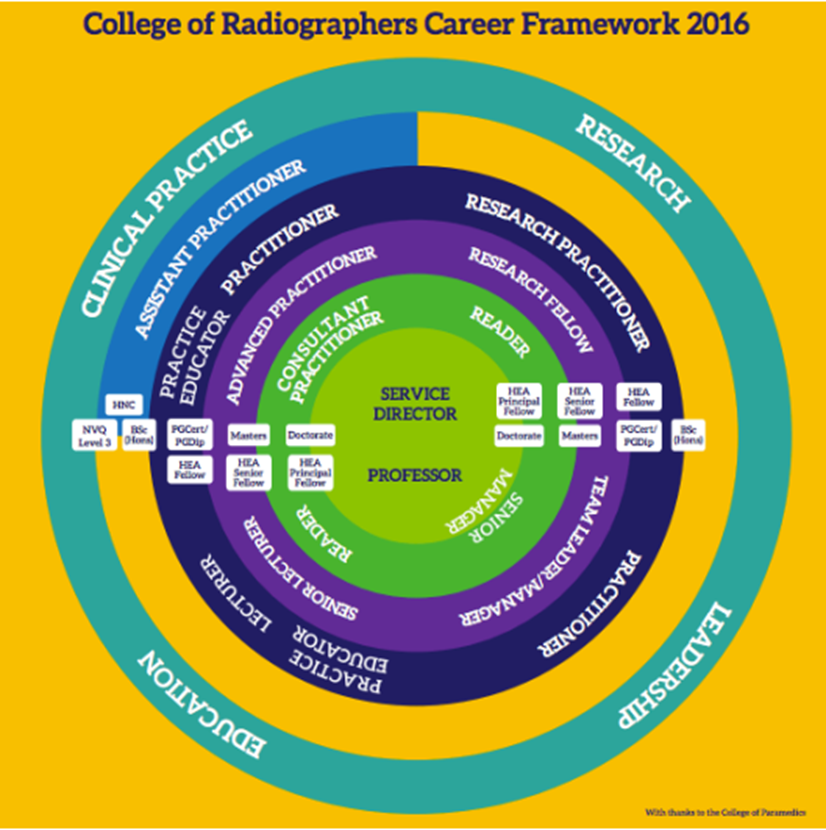 College of Radiographers Career Framework 2016
CLINICAL PRACTICE
RESEARCH
ASSISTANT PRACTITIONER
PRACTITIONER
PRACTICE
EDUCATOR
RESEARCH PRACTITIONER
ADVANCED PRACTITIONER
RESEARCH FELLOW
CONSULTANT
PRACTITIONER
READER
SERVICE
DIRECTOR
PROFESSOR
HNC
NVQ
Level 3
BSc
(Hons)
PGCert/
PGDip
Masters
Doctorate
HEA
Fellow
HEA
Senior
Fellow
HEA
Principal
Fellow
HEA
Principal
Fellow
HEA
Senior
Fellow
HEA
Fellow
Doctorate
Masters
PGCert/
PGDip
BSc
(Hons)
READER
SENIOR
MANAGER
SENIOR LECTURER
TEAM LEADER/MANAGER
LECTURER
PRACTICE
EDUCATOR
PRACTITIONER
EDUCATION
LEADERSHIP
With thanks to the College of Paramedics